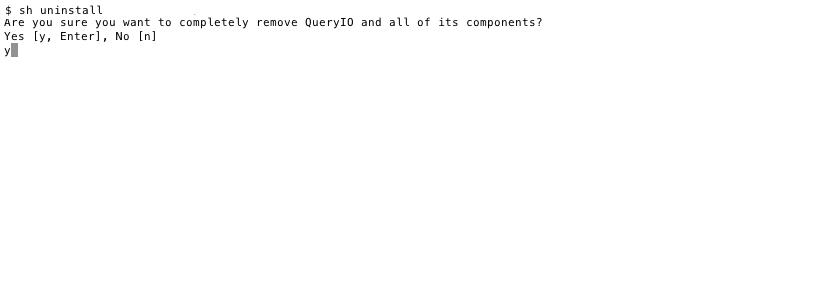 $ sh uninstall
Are you sure you want to completely remove QueryIO and all of its components?
Yes [y, Enter], No [n]
y